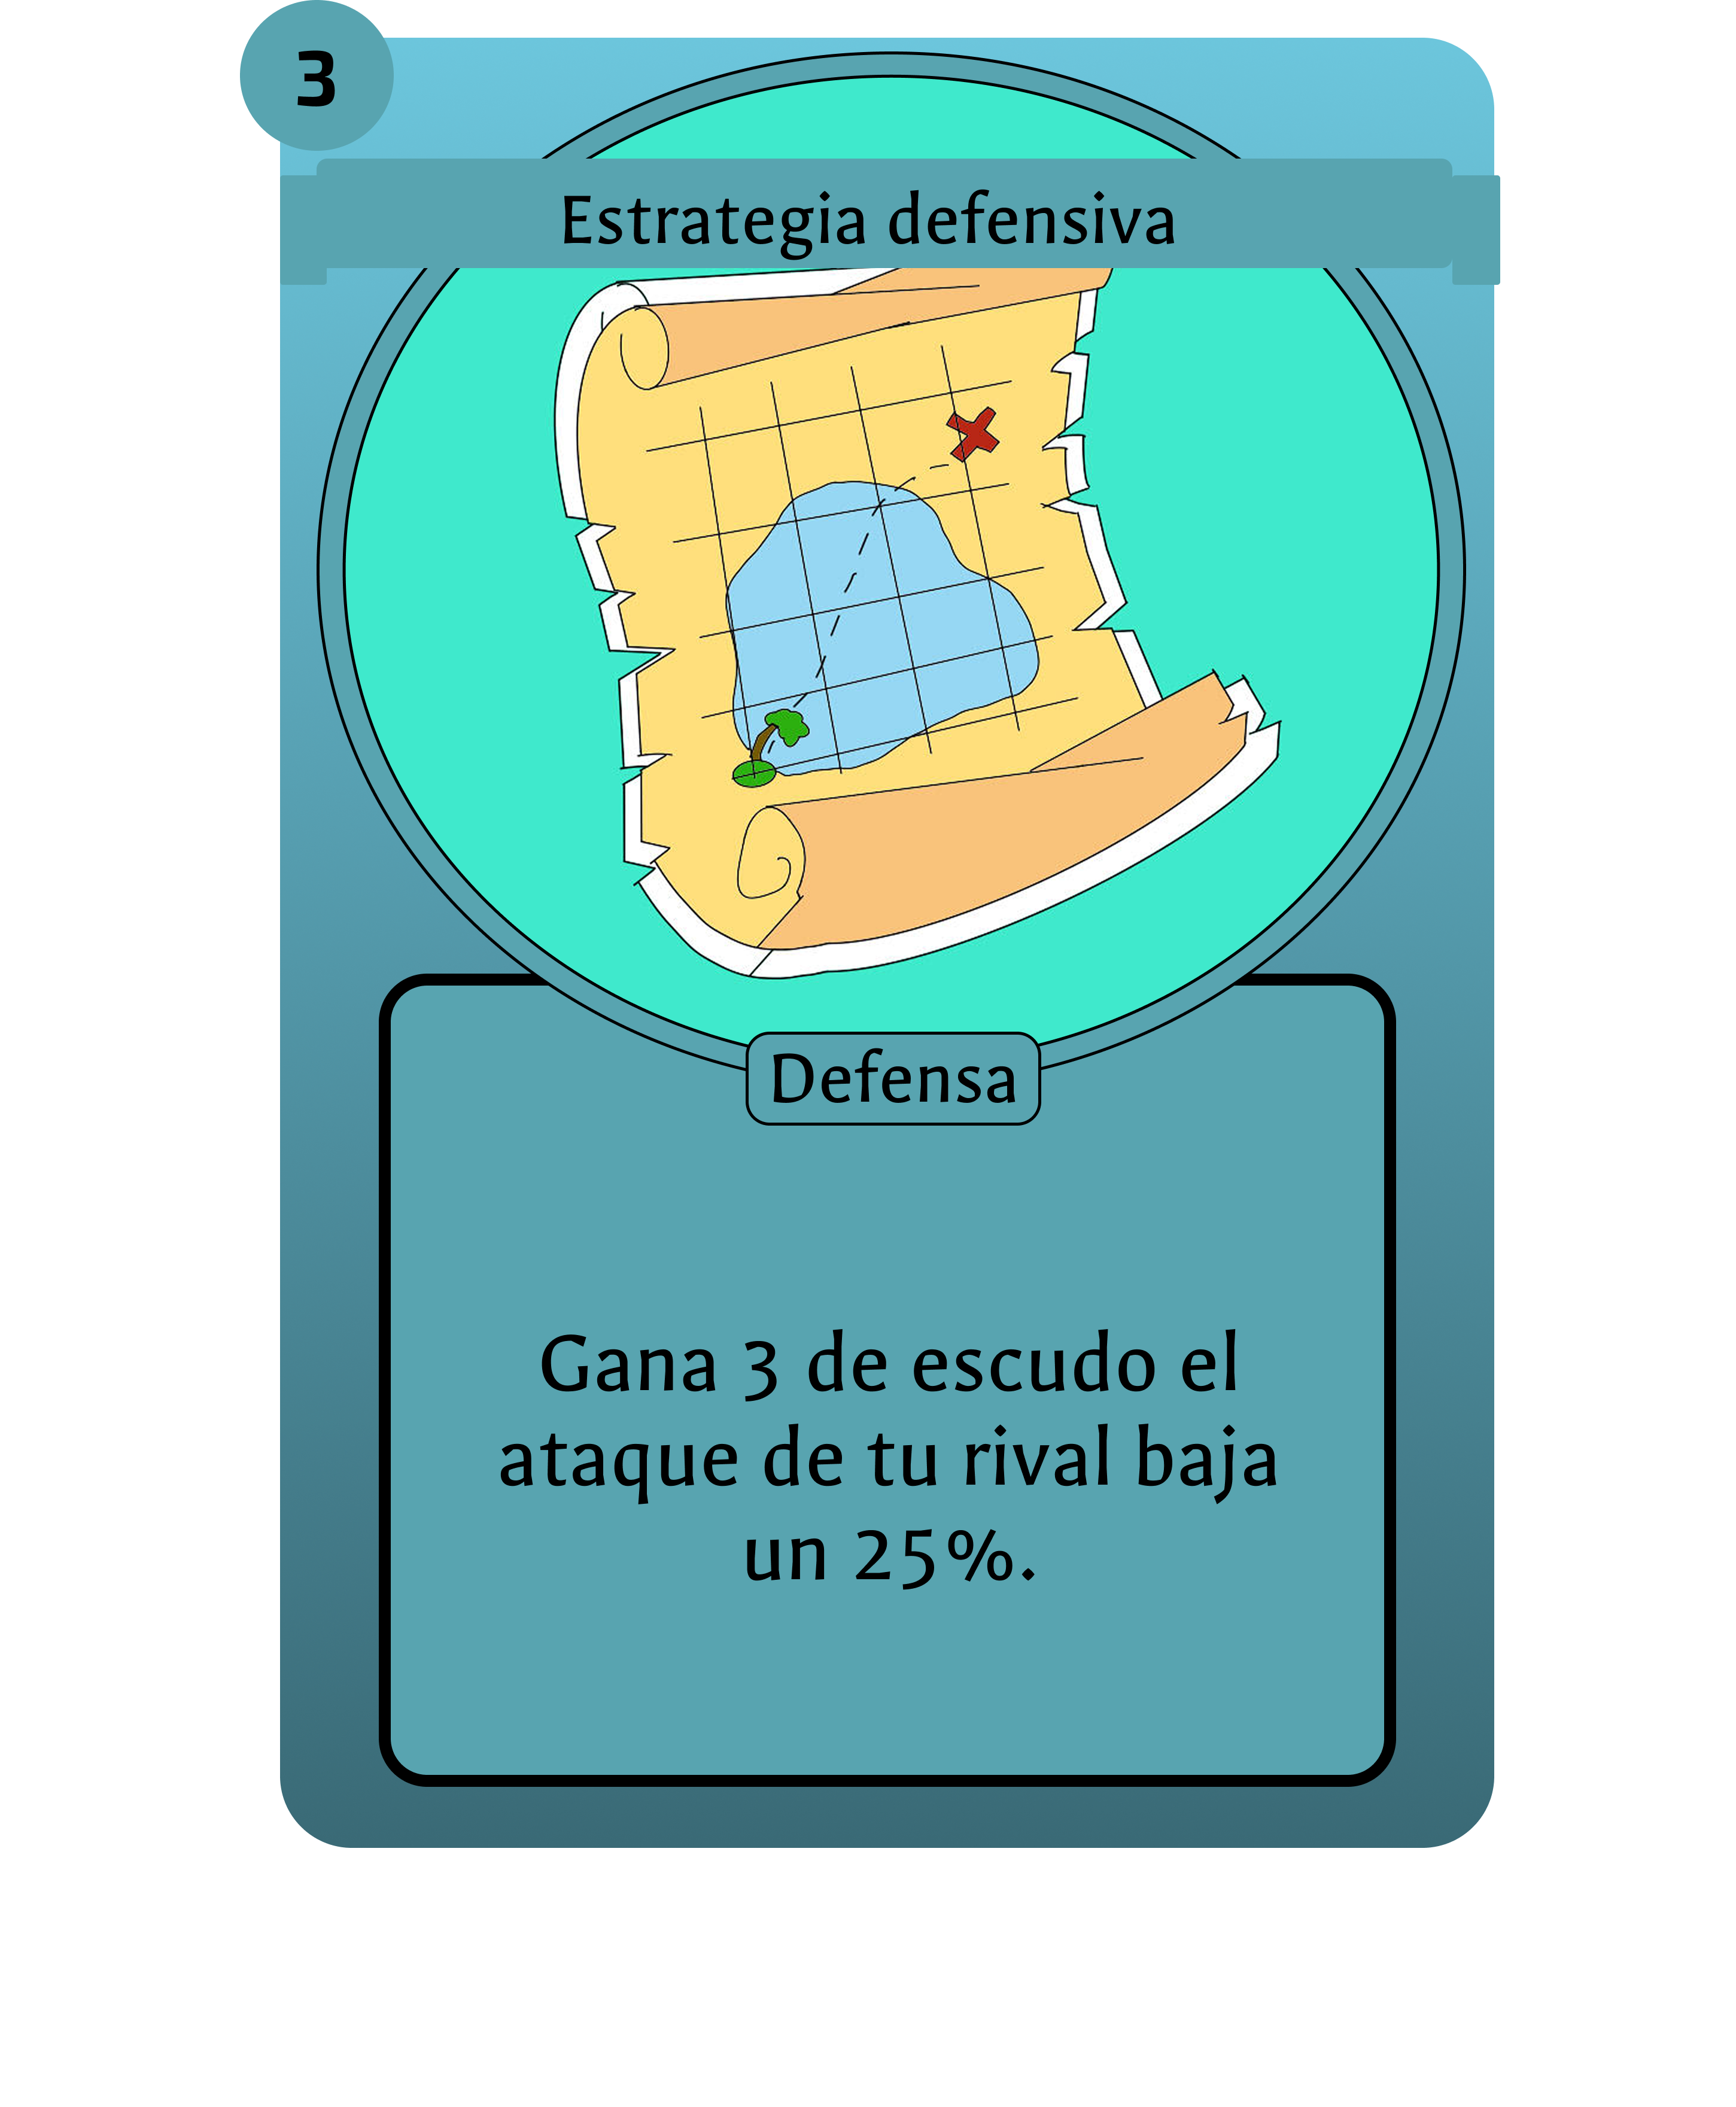 3
Estrategia defensiva
Defensa
Gana 3 de escudo el
ataque de tu rival baja
un 25%.